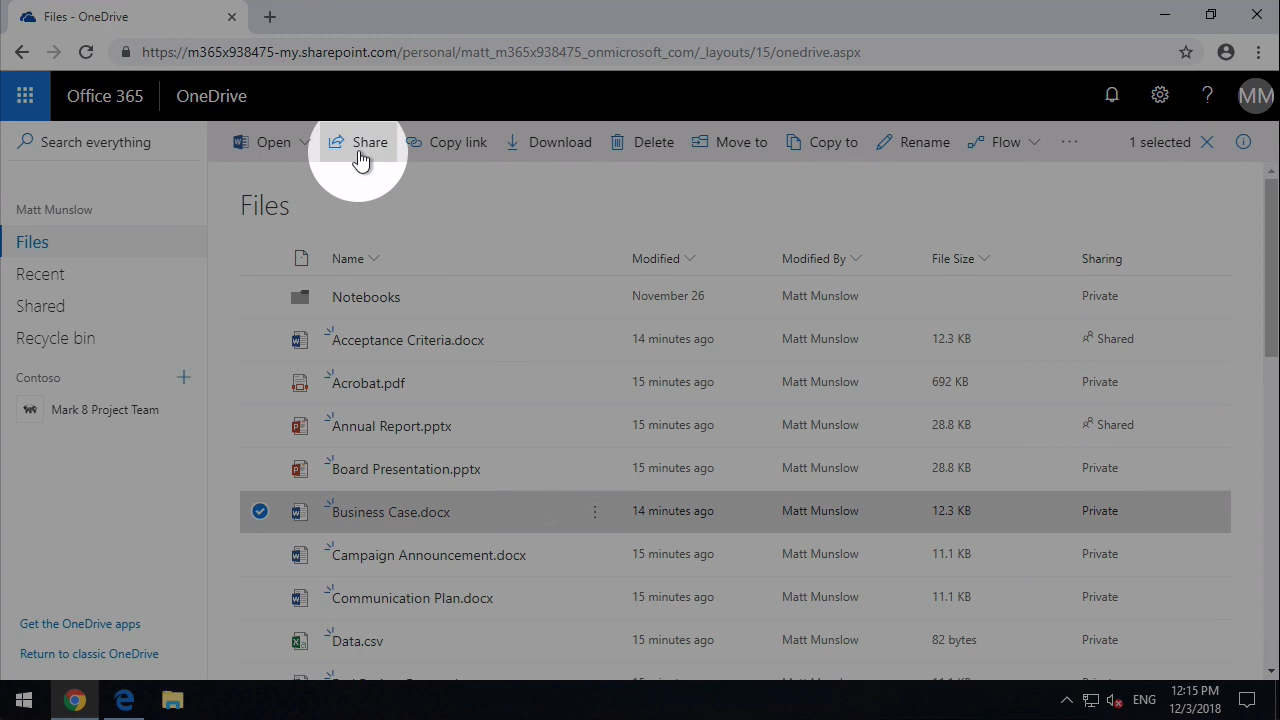 Files - OneDrive
https://m365x938475-my.sharepoint.com/personal/matt_m365x938475_onmicrosoft_com/_layouts/15/onedrive.aspx
Office 365 OneDrive ? MM
Search everything Open Share Copy link Download Delete Move to Copy to Rename Flow ... 1 selected
Files
Matt Munslow
Files
Recent
Shared
Recycle bin
Contoso
Mark 8 Project Team
Get the OneDrive apps
Return to classic OneDrive
Name Modified Modified By File Size Sharing
Notebooks November 26 Matt Munslow Private
Acceptance Criteria.docx 14 minutes ago Matt Munslow 12.3 KB Shared
Acrobat.pdf 15 minutes ago Matt Munslow 692 KB Private
Annual Report.pptx 15 minutes ago Matt Munslow 28.8 KB Shared
Board Presentation.pptx 15 minutes ago Matt Munslow 28.8 KB Private
Business Case.docx 14 minutes ago Matt Munslow 12.3 KB Private
Campaign Announcement.docx 15 minutes ago Matt Munslow 11.1 KB Private
Communication Plan.docx 15 minutes ago Matt Munslow 11.1 KB Private
Data.csv 15 minutes ago Matt Munslow 82 bytes Private
ENG
12:15 PM
12/3/2018